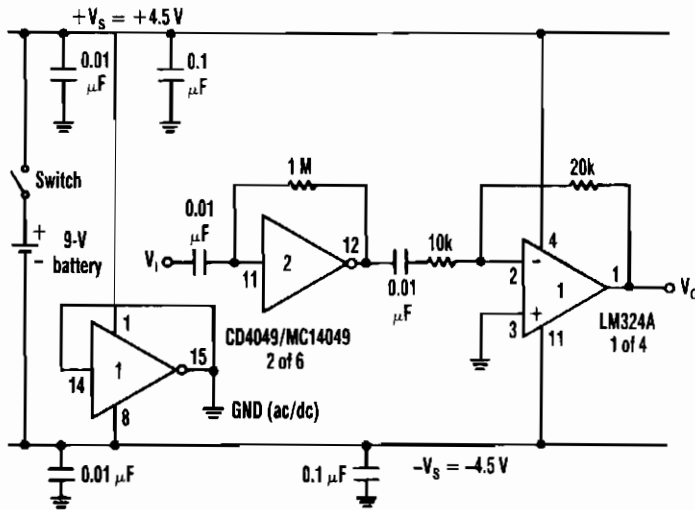 +V_S = +4.5 V
0.01
μF
0.1
μF
Switch
+
9-V
-
battery
1 M
20k
0.01
μF
V_I
11
2
12
10k
0.01
μF
4
2
-
1
1
V_O
3
+
11
LM324A
1 of 4
CD4049/MC14049
2 of 6
1
14
1
15
8
GND (ac/dc)
0.01 μF
0.1 μF
-V_S = -4.5 V